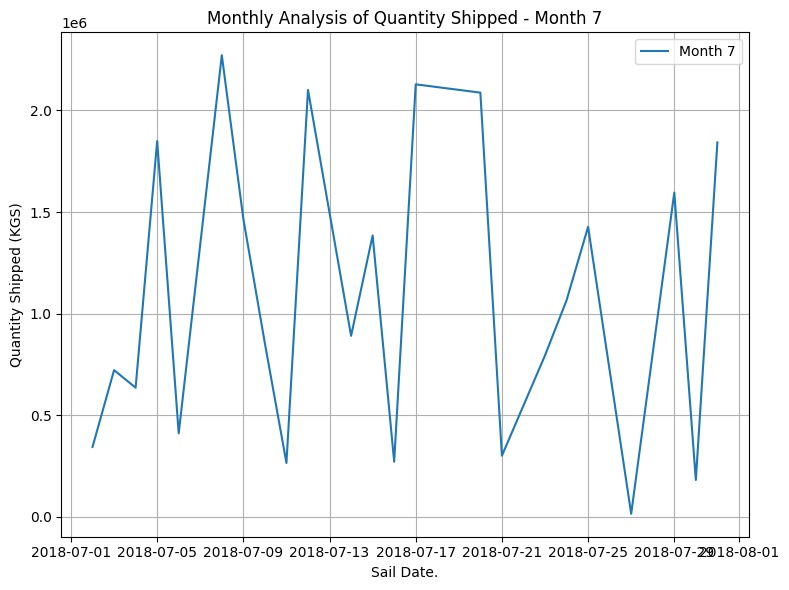 Monthly Analysis of Quantity Shipped - Month 7
1e6
Month 7
2.0
1.5
1.0
0.5
0.0
Quantity Shipped (KGS)
2018-07-01 2018-07-05 2018-07-09 2018-07-13 2018-07-17 2018-07-21 2018-07-25 2018-07-29 2018-08-01
Sail Date.